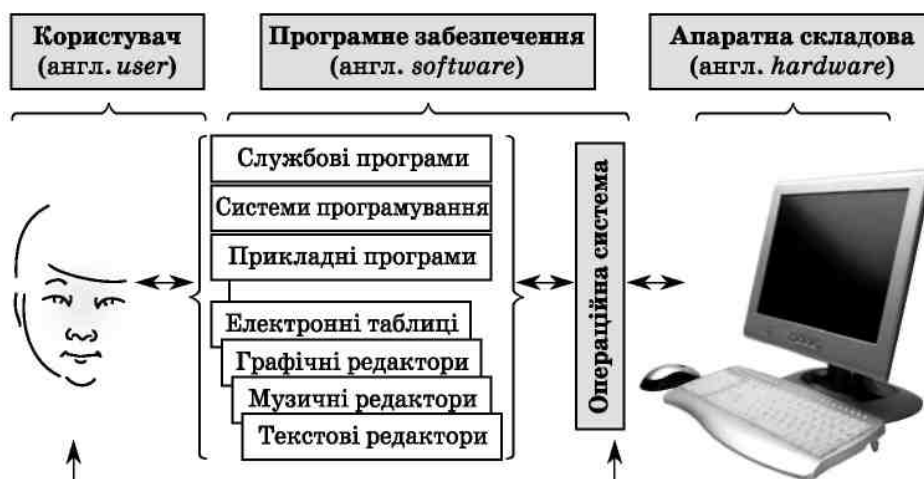 Користувач
(англ. user)
Програмне забезпечення
(англ. software)
Апаратна складова
(англ. hardware)
Службові програми
Системи програмування
Прикладні програми
Електронні таблиці
Графічні редактори
Музичні редактори
Текстові редактори
Операційна система